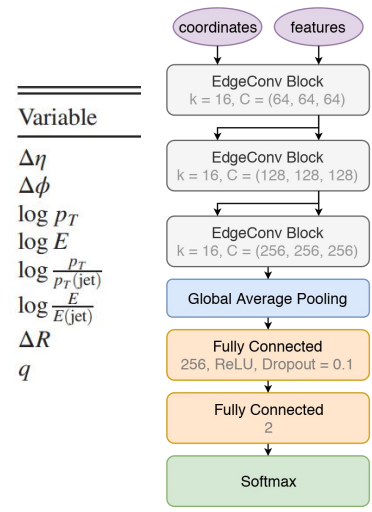 Variable
Δη
Δϕ
log p_T
log E
log p_T/p_T(jet)
log E/E(jet)
ΔR
q
coordinates features
EdgeConv Block
k = 16, C = (64, 64, 64)
EdgeConv Block
k = 16, C = (128, 128, 128)
EdgeConv Block
k = 16, C = (256, 256, 256)
Global Average Pooling
Fully Connected
256, ReLU, Dropout = 0.1
Fully Connected
2
Softmax